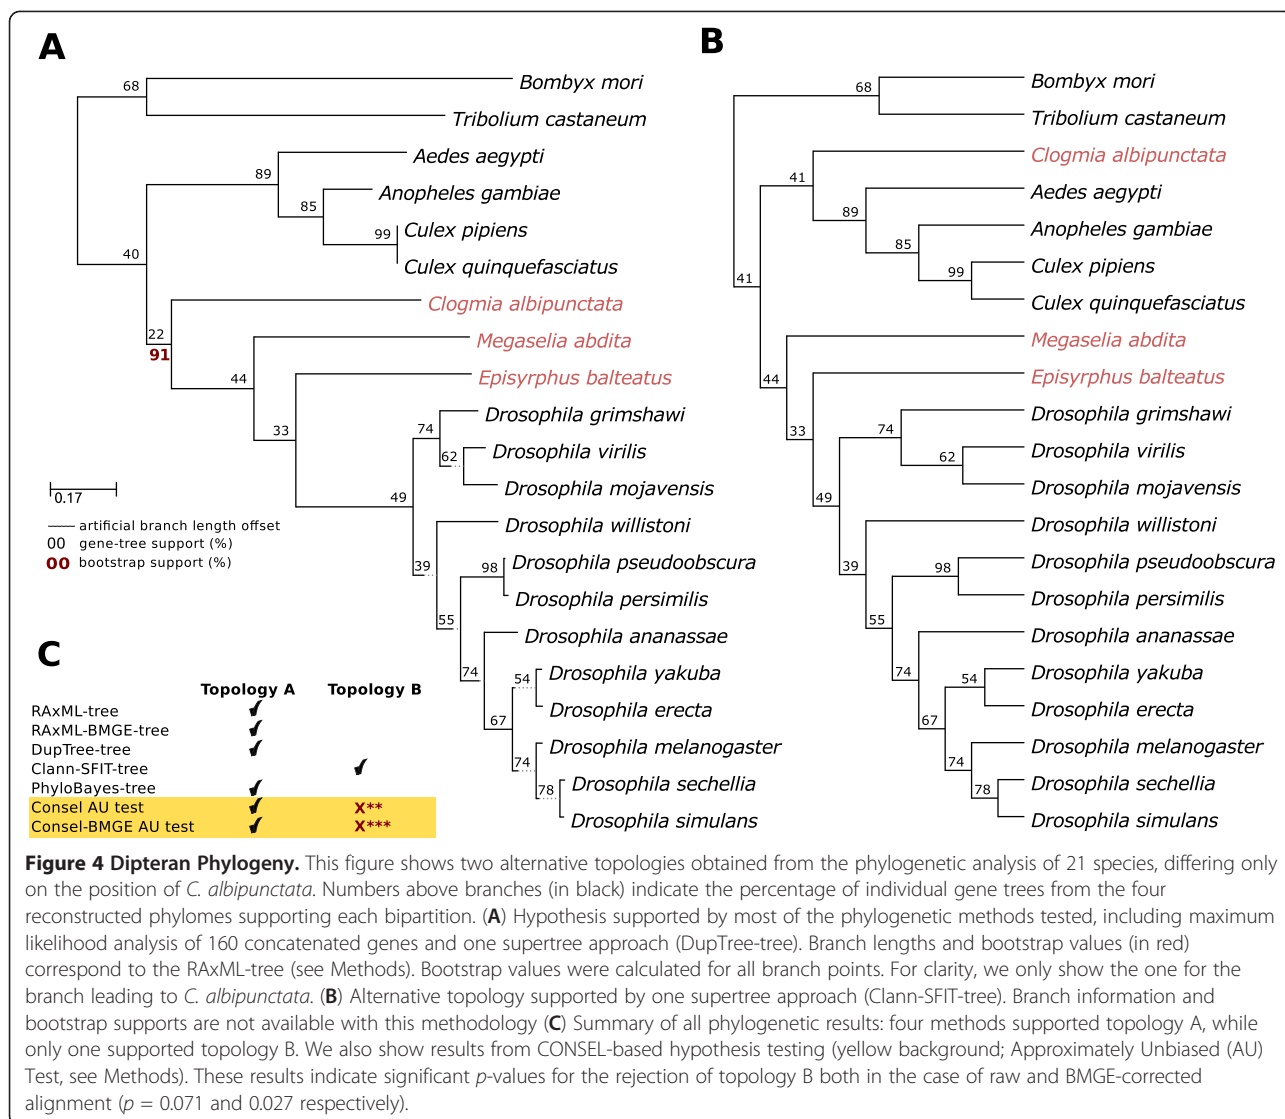 A
68
Bombyx mori
Tribolium castaneum
89
Aedes aegypti
85
Anopheles gambiae
99
Culex pipiens
Culex quinquefasciatus
40
Clogmia albipunctata
22
91
Megaselia abdita
44
Episyrphus balteatus
33
Drosophila grimshawi
74
62
Drosophila virilis
Drosophila mojavensis
49
Drosophila willistoni
39
98
Drosophila pseudoobscura
Drosophila persimilis
55
Drosophila ananassae
74
54
Drosophila yakuba
Drosophila erecta
67
Drosophila melanogaster
74
78
Drosophila sechellia
Drosophila simulans
0.17
artificial branch length offset
00 gene-tree support (%)
00 bootstrap support (%)
B
68
Bombyx mori
Tribolium castaneum
Clogmia albipunctata
41
Aedes aegypti
89
Anopheles gambiae
85
Culex pipiens
99
Culex quinquefasciatus
41
Megaselia abdita
44
Episyrphus balteatus
33
Drosophila grimshawi
74
Drosophila virilis
62
Drosophila mojavensis
49
Drosophila willistoni
39
Drosophila pseudoobscura
98
Drosophila persimilis
55
Drosophila ananassae
74
Drosophila yakuba
54
Drosophila erecta
67
Drosophila melanogaster
74
Drosophila sechellia
78
Drosophila simulans
C
Topology A Topology B
RAxML-tree ✓
RAxML-BMGE-tree ✓
DupTree-tree ✓
Clann-SFIT-tree ✓
PhyloBayes-tree ✓
Consel AU test ✓ X**
Consel-BMGE AU test ✓ X***
Figure 4 Dipteran Phylogeny. This figure shows two alternative topologies obtained from the phylogenetic analysis of 21 species, differing only
on the position of C. albipunctata. Numbers above branches (in black) indicate the percentage of individual gene trees from the four
reconstructed phylomes supporting each bipartition. (A) Hypothesis supported by most of the phylogenetic methods tested, including maximum
likelihood analysis of 160 concatenated genes and one supertree approach (DupTree-tree). Branch lengths and bootstrap values (in red)
correspond to the RAxML-tree (see Methods). Bootstrap values were calculated for all branch points. For clarity, we only show the one for the
branch leading to C. albipunctata. (B) Alternative topology supported by one supertree approach (Clann-SFIT-tree). Branch information and
bootstrap supports are not available with this methodology (C) Summary of all phylogenetic results: four methods supported topology A, while
only one supported topology B. We also show results from CONSEL-based hypothesis testing (yellow background; Approximately Unbiased (AU)
Test, see Methods). These results indicate significant p-values for the rejection of topology B both in the case of raw and BMGE-corrected
alignment (p = 0.071 and 0.027 respectively).